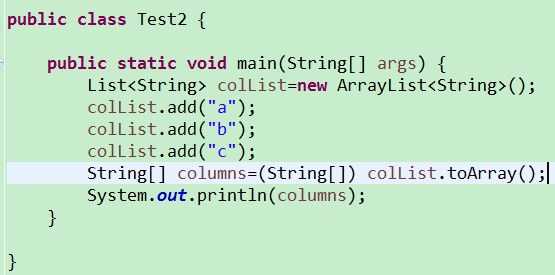 public class Test2 {
public static void main(String[] args) {
List<String> colList=new ArrayList<String>();
colList.add("a");
colList.add("b");
colList.add("c");
String[] columns=(String[]) colList.toArray();
System.out.println(columns);
}
}